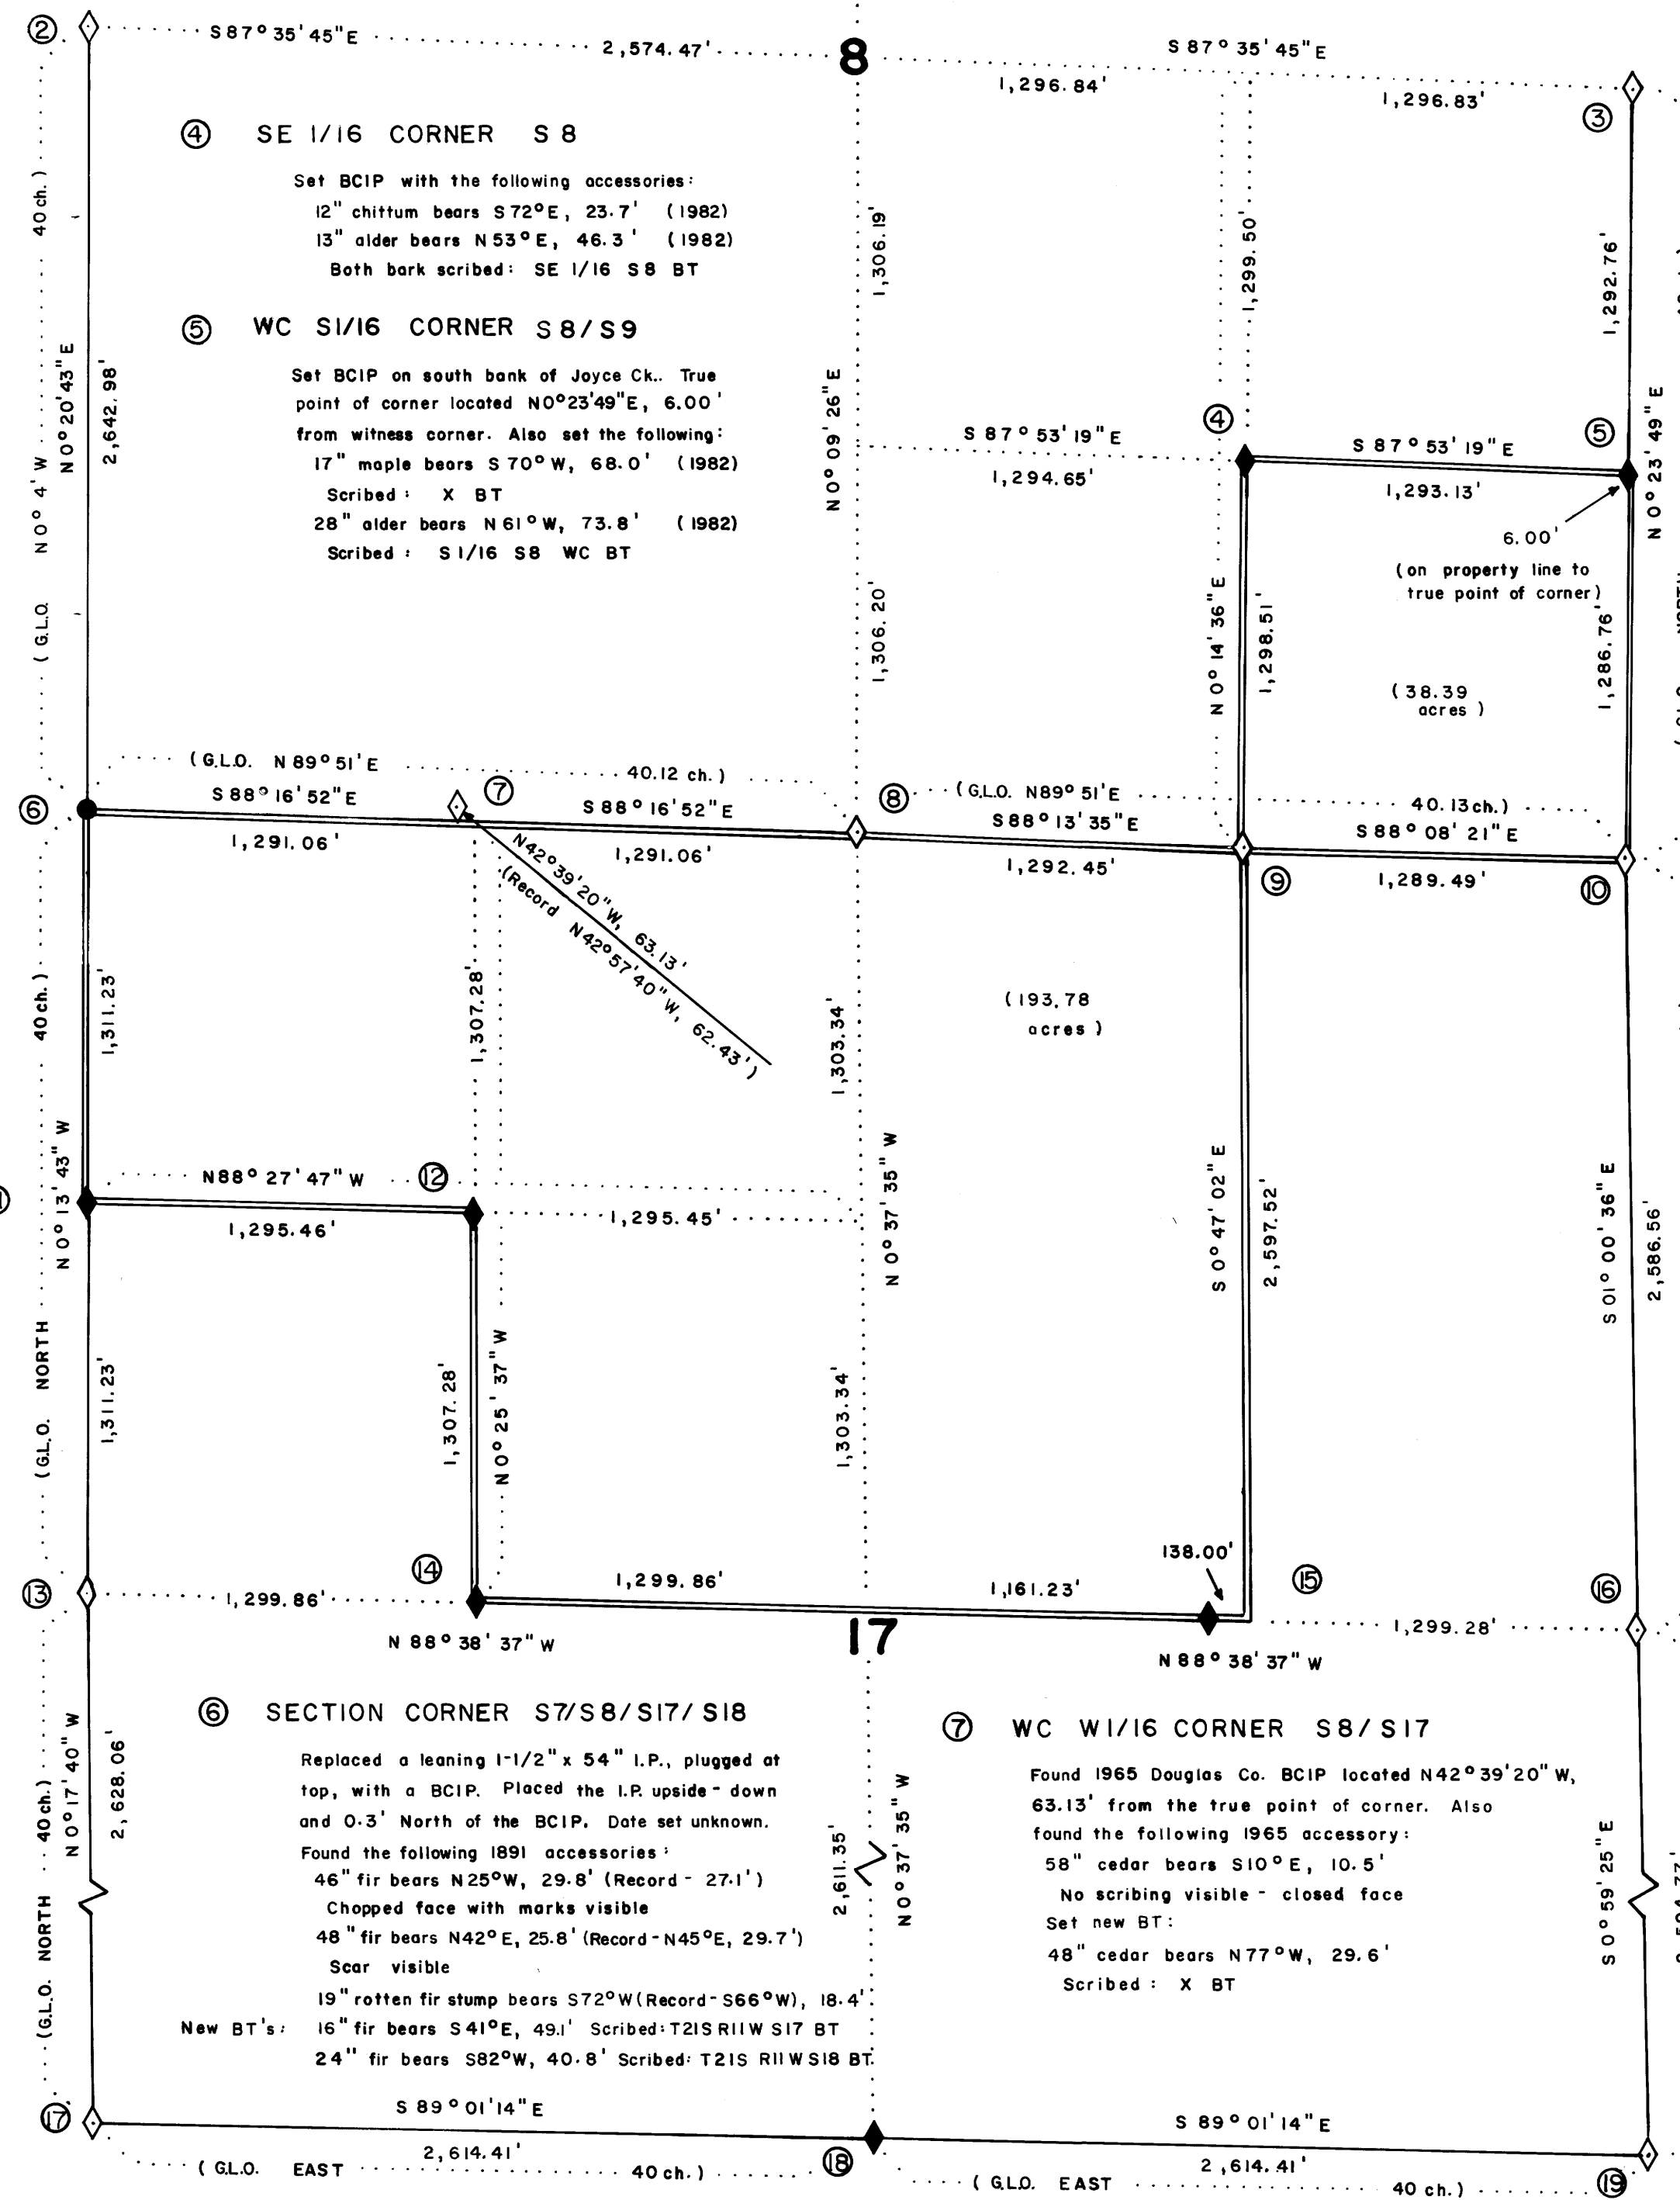 ②
S 87° 35' 45" E
2,574.47'
8
S 87° 35' 45" E
1,296.84'
1,296.83'
③
④ SE 1/16 CORNER S 8
Set BCIP with the following accessories:
12" chittum bears S 72° E, 23.7' (1982)
13" alder bears N 53° E, 46.3' (1982)
Both bark scribed: SE 1/16 S8 BT
⑤ WC S1/16 CORNER S 8/S9
Set BCIP on south bank of Joyce Ck.. True
point of corner located N0°23'49"E, 6.00'
from witness corner. Also set the following:
17" maple bears S 70° W, 68.0' (1982)
Scribed: X BT
28" alder bears N 61° W, 73.8' (1982)
Scribed: S 1/16 S8 WC BT
(G.L.O. N 0° 4' W 40 ch.)
N 0° 20' 43" E
2,642.98'
1,306.19'
N 0° 09' 26" E
1,306.20'
1,299.50'
1,292.76'
④
S 87° 53' 19" E
1,294.65'
S 87° 53' 19" E
⑤
1,293.13'
N 0° 23' 49" E
6.00'
(on property line to
true point of corner)
N 0° 14' 36" E
1,298.51'
1,286.76'
(38.39
acres)
(G.L.O. N 89° 51' E 40.12 ch.)
⑥
S 88° 16' 52" E
1,291.06'
⑦
S 88° 16' 52" E
1,291.06'
⑧
(G.L.O. N89° 51' E 40.13 ch.)
S 88° 13' 35" E
1,292.45'
S 88° 08' 21" E
⑨
1,289.49'
⑩
N42° 39' 20" W, 63.13'
(Record N42° 57' 40" W, 62.43')
(193.78
acres)
(G.L.O. NORTH 40 ch.)
1,311.23'
N 0° 13' 43" W
1,307.28'
1,303.34'
N 0° 37' 35" W
S 0° 47' 02" E
2,597.52'
S 01° 00' 36" E
2,586.56'
N88° 27' 47" W
⑫
1,295.46'
1,295.45'
1,311.23'
1,307.28'
N 0° 25' 37" W
1,303.34'
⑬
1,299.86'
⑭
1,299.86'
N 88° 38' 37" W
17
1,161.23'
138.00'
⑮
N 88° 38' 37" W
1,299.28'
⑯
⑥ SECTION CORNER S7/S8/S17/S18
Replaced a leaning 1-1/2" x 54" I.P., plugged at
top, with a BCIP. Placed the I.P. upside-down
and 0.3' North of the BCIP. Date set unknown.
Found the following 1891 accessories:
46" fir bears N 25° W, 29.8' (Record - 27.1')
Chopped face with marks visible
48" fir bears N42° E, 25.8' (Record - N45° E, 29.7')
Scar visible
19" rotten fir stump bears S72° W (Record - S66° W), 18.4'
New BT's: 16" fir bears S 41° E, 49.1' Scribed: T21S R11W S17 BT
24" fir bears S82° W, 40.8' Scribed: T21S R11W S18 BT.
⑦ WC W1/16 CORNER S8/S17
Found 1965 Douglas Co. BCIP located N42° 39' 20" W,
63.13' from the true point of corner. Also
found the following 1965 accessory:
58" cedar bears S10° E, 10.5'
No scribing visible - closed face
Set new BT:
48" cedar bears N 77° W, 29.6'
Scribed: X BT
(G.L.O. NORTH 40 ch.)
N 0° 17' 40" W
2,628.06'
2,611.35'
N 0° 37' 35" W
S 0° 59' 25" E
⑰
S 89° 01' 14" E
2,614.41'
(G.L.O. EAST 40 ch.)
⑱
S 89° 01' 14" E
2,614.41'
(G.L.O. EAST 40 ch.)
⑲